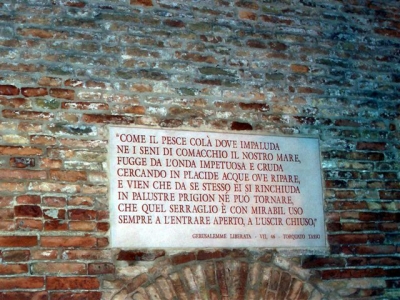 "COME IL PESCE COLÀ DOVE IMPALUDA
NE I SENI DI COMACCHIO IL NOSTRO MARE,
FUGGE DA L'ONDA IMPETUOSA E CRUDA
CERCANDO IN PLACIDE ACQUE OVE RIPARE,
E VIEN CHE DA SE STESSO EI SI RINCHIUDA
IN PALUSTRE PRIGION NÉ PUÒ TORNARE,
CHE QUEL SERRAGLIO È CON MIRABIL USO
SEMPRE A L'ENTRARE APERTO, A L'USCIR CHIUSO."
GERUSALEMME LIBERATA - VII, 46 - TORQUATO TASSO